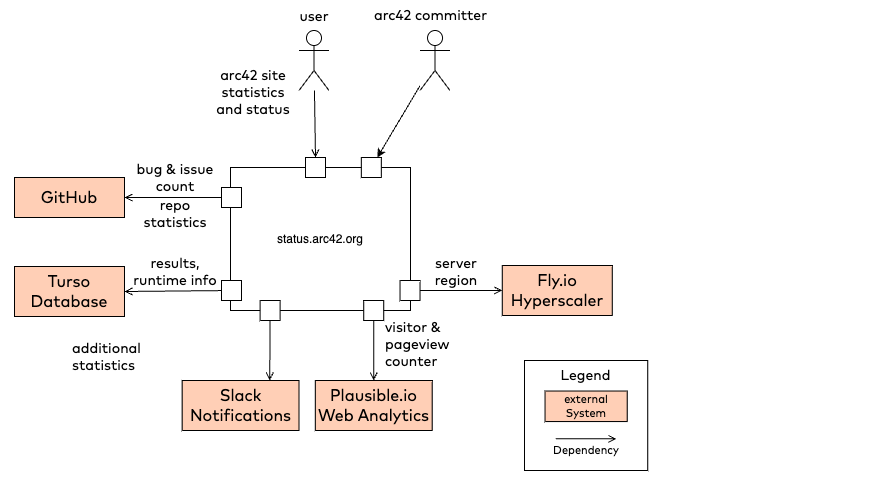 user
arc42 committer
arc42 site
statistics
and status
bug & issue
count
GitHub
repo
statistics
status.arc42.org
results,
runtime info
Turso
Database
server
region
Fly.io
Hyperscaler
visitor &
pageview
counter
additional
statistics
Slack
Notifications
Plausible.io
Web Analytics
Legend
external
System
Dependency